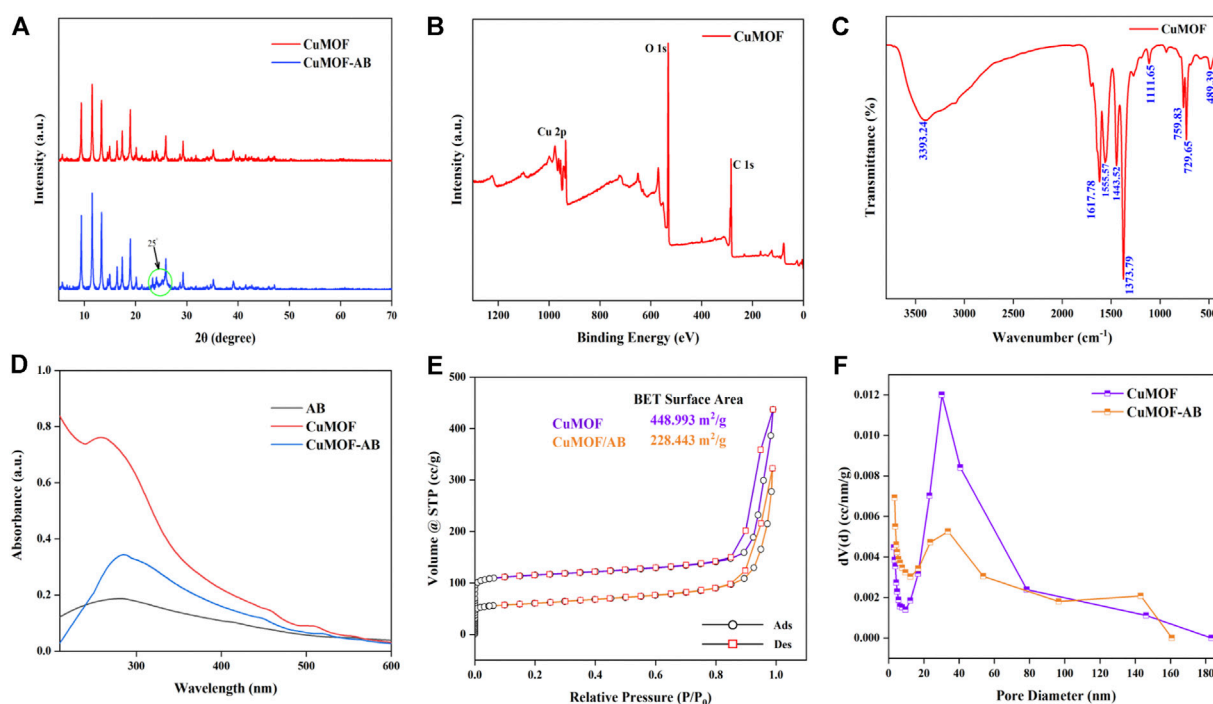 A
CuMOF
CuMOF-AB
25°
Intensity (a.u.)
10 20 30 40 50 60 70
2θ (degree)
B
CuMOF
O 1s
Cu 2p
C 1s
Intensity (a.u.)
1000 800 600 400 200 0
Binding Energy (eV)
C
CuMOF
3393.24
1617.78
1555.57
1443.52
1373.79
1111.65
759.83
729.65
489.39
Transmittance (%)
3500 3000 2500 2000 1500 1000 500
Wavenumber (cm-1)
D
1.0
0.8
0.6
0.4
0.2
0.0
AB
CuMOF
CuMOF-AB
Absorbance (a.u.)
300 400 500 600
Wavelength (nm)
E
500
400
300
200
100
0
BET Surface Area
CuMOF 448.993 m2/g
CuMOF/AB 228.443 m2/g
Ads
Des
Volume @ STP (cc/g)
0.0 0.2 0.4 0.6 0.8 1.0
Relative Pressure (P/P0)
F
0.012
0.010
0.008
0.006
0.004
0.002
0.000
CuMOF
CuMOF-AB
dV(d) (cc/nm/g)
0 20 40 60 80 100 120 140 160 180
Pore Diameter (nm)